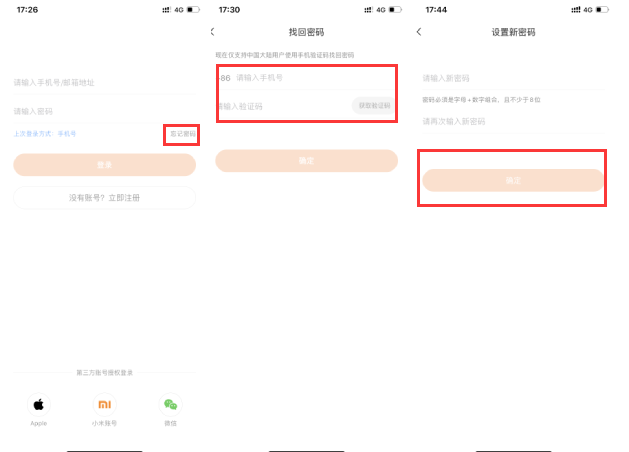 17:26
4G
请输入手机号/邮箱地址
请输入密码
上次登录方式 手机号
忘记密码
登录
没有账号? 立即注册
第三方账号授权登录
Apple
小米账号
微信
17:30
4G
找回密码
现在仅支持中国大陆用户使用手机验证码找回密码
+86 请输入手机号
请输入验证码
获取验证码
确定
17:44
4G
设置新密码
请输入新密码
密码必须是字母+数字组合，且不少于8位
请再次输入新密码
确定